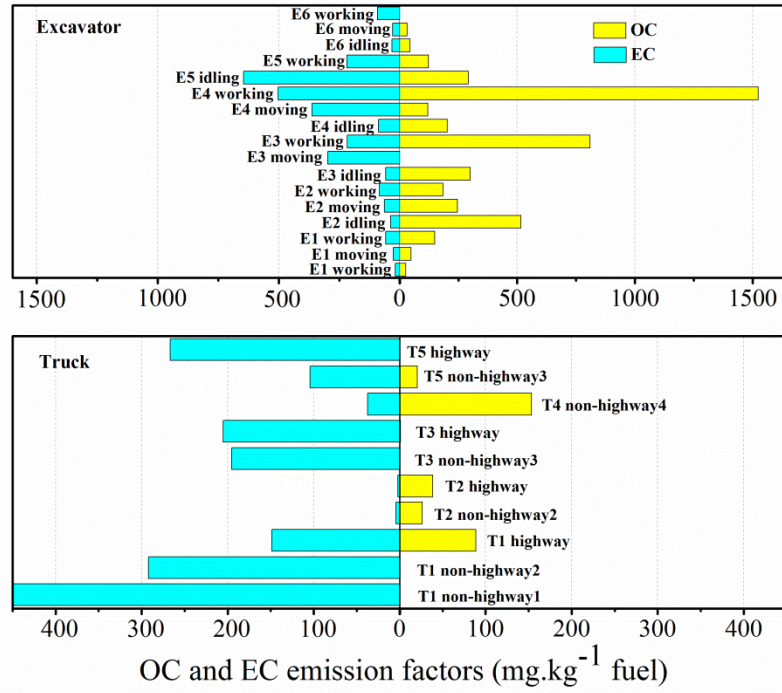 Excavator
OC
EC
E6 working
E6 moving
E6 idling
E5 working
E5 idling
E4 working
E4 moving
E4 idling
E3 working
E3 moving
E3 idling
E2 working
E2 moving
E2 idling
E1 working
E1 moving
E1 working
1500 1000 500 0 500 1000 1500
Truck
T5 highway
T5 non-highway3
T4 non-highway4
T3 highway
T3 non-highway3
T2 highway
T2 non-highway2
T1 highway
T1 non-highway2
T1 non-highway1
400 300 200 100 0 100 200 300 400
OC and EC emission factors (mg.kg⁻¹ fuel)